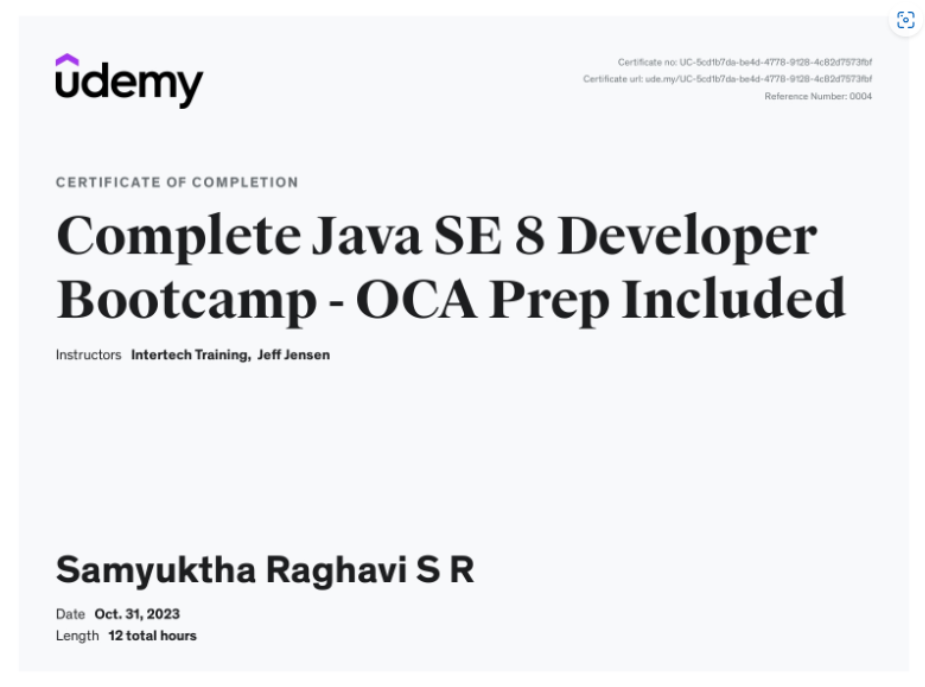 udemy
Certificate no: UC-5cd1b7da-be4d-4778-9128-4c82d7573fbf
Certificate url: ude.my/UC-5cd1b7da-be4d-4778-9128-4c82d7573fbf
Reference Number: 0004
CERTIFICATE OF COMPLETION
Complete Java SE 8 Developer
Bootcamp - OCA Prep Included
Instructors Intertech Training, Jeff Jensen
Samyuktha Raghavi S R
Date Oct. 31, 2023
Length 12 total hours